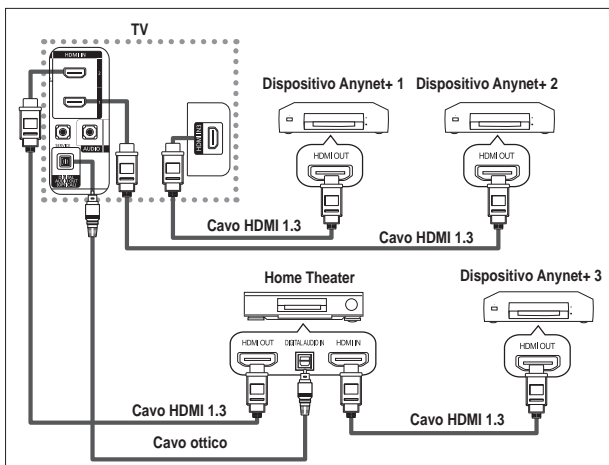 TV
HDMI IN
AUDIO
HDMI IN
Dispositivo Anynet+ 1
Dispositivo Anynet+ 2
HDMI OUT
HDMI OUT
Cavo HDMI 1.3
Cavo HDMI 1.3
Home Theater
Dispositivo Anynet+ 3
HDMI OUT
DIGITAL AUDIO IN
HDMI IN
HDMI OUT
Cavo HDMI 1.3
Cavo HDMI 1.3
Cavo ottico